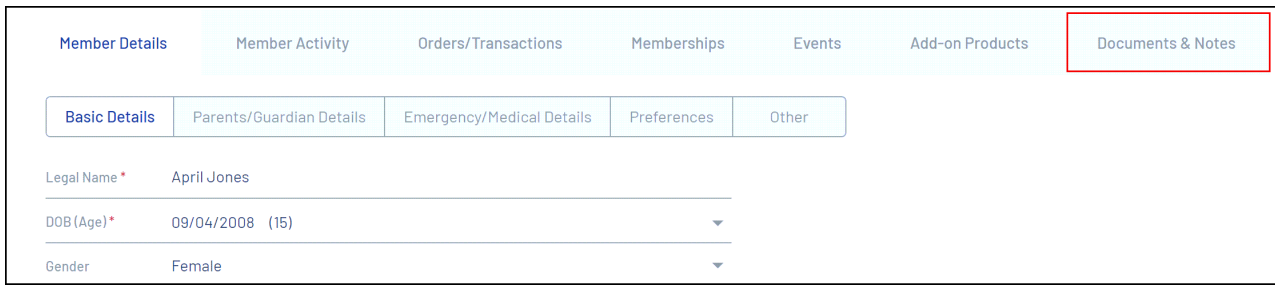 Member Details Member Activity Orders/Transactions Memberships Events Add-on Products Documents & Notes
Basic Details Parents/Guardian Details Emergency/Medical Details Preferences Other
Legal Name * April Jones
DOB (Age) * 09/04/2008 (15)
Gender Female